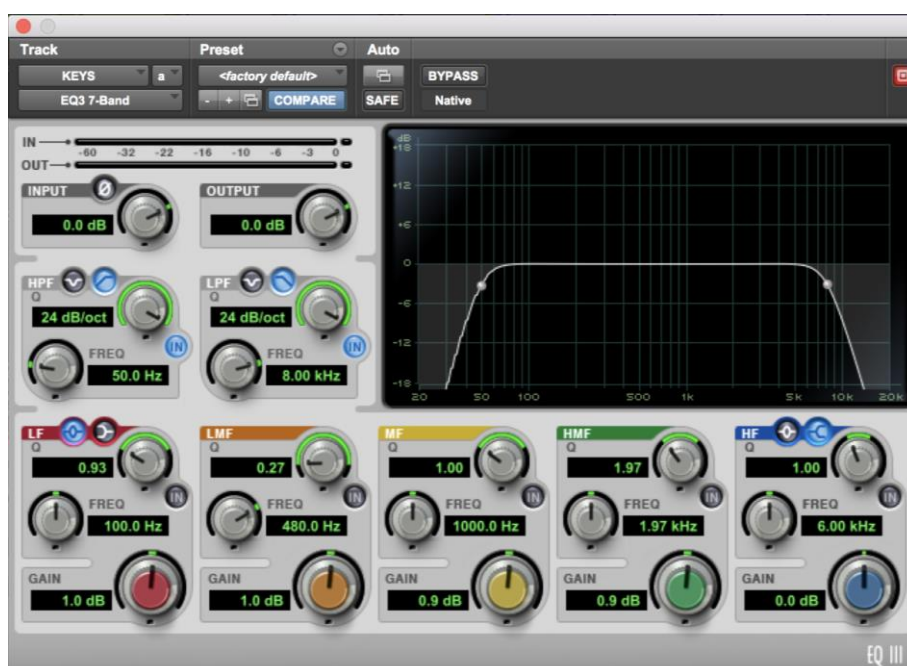 Track Preset Auto
KEYS a <factory default> BYPASS
EQ3 7-Band - + COMPARE SAFE Native
IN -60 -32 -22 -16 -10 -6 -3 0
OUT
INPUT Ø OUTPUT
0.0 dB 0.0 dB
HPF LPF
Q Q
24 dB/oct 24 dB/oct
IN IN
FREQ FREQ
50.0 Hz 8.00 kHz
dB
+18
+12
+6
0
-6
-12
-18
20 50 100 500 1k 5k 10k 20k
LF LMF MF HMF HF
Q Q Q Q Q
0.93 0.27 1.00 1.97 1.00
IN IN IN IN IN
FREQ FREQ FREQ FREQ FREQ
100.0 Hz 480.0 Hz 1000.0 Hz 1.97 kHz 6.00 kHz
GAIN GAIN GAIN GAIN GAIN
1.0 dB 1.0 dB 0.9 dB 0.9 dB 0.0 dB
EQ III